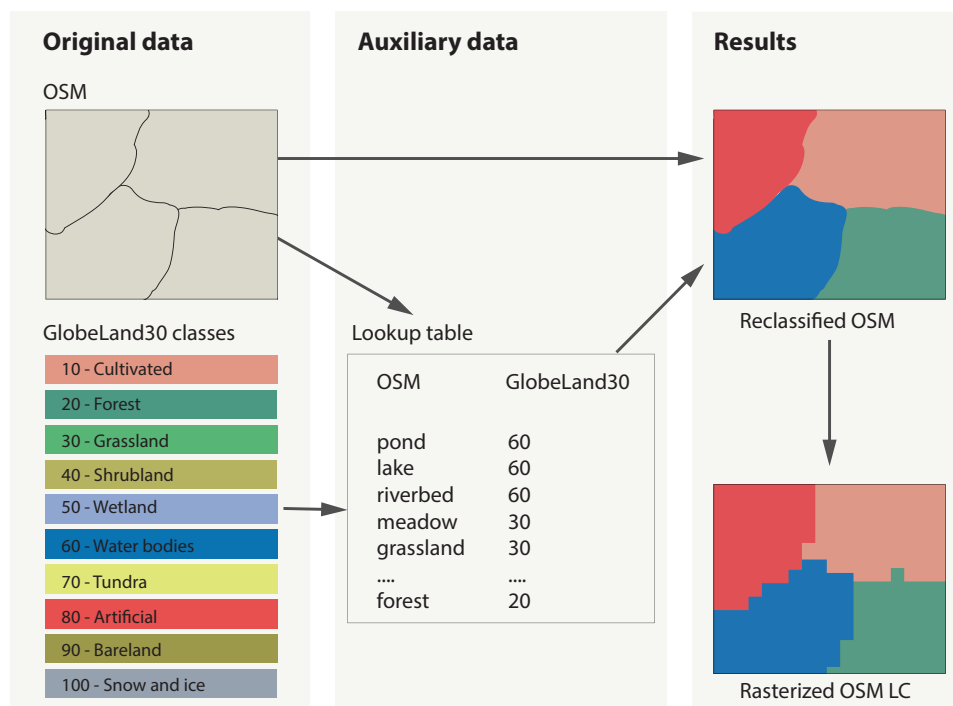 Original data
OSM
GlobeLand30 classes
10 - Cultivated
20 - Forest
30 - Grassland
40 - Shrubland
50 - Wetland
60 - Water bodies
70 - Tundra
80 - Artificial
90 - Bareland
100 - Snow and ice
Auxiliary data
Lookup table
OSM GlobeLand30
pond 60
lake 60
riverbed 60
meadow 30
grassland 30
.... ....
forest 20
Results
Reclassified OSM
Rasterized OSM LC